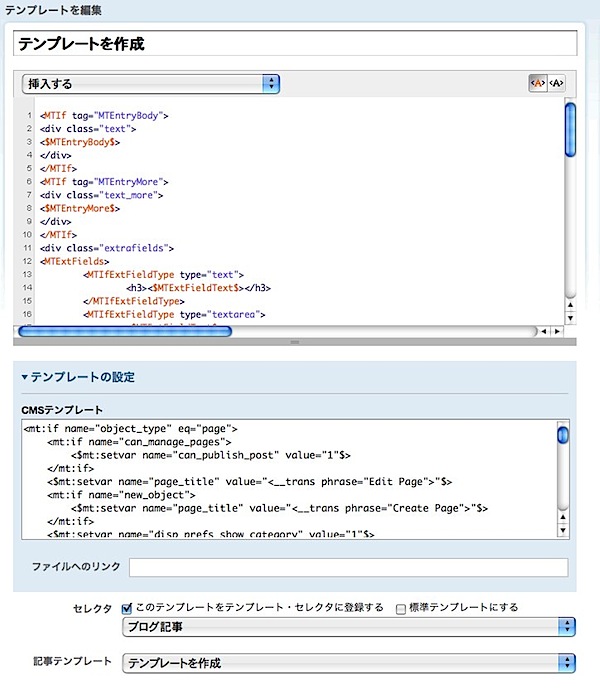 テンプレートを編集
テンプレートを作成
挿入する
<A> <A>
1 <MTIf tag="MTEntryBody">
2 <div class="text">
3 <$MTEntryBody$>
4 </div>
5 </MTIf>
6 <MTIf tag="MTEntryMore">
7 <div class="text_more">
8 <$MTEntryMore$>
9 </div>
10 </MTIf>
11 <div class="extrafields">
12 <MTExtFields>
13 <MTIfExtFieldType type="text">
14 <h3><$MTExtFieldText$></h3>
15 </MTIfExtFieldType>
16 <MTIfExtFieldType type="textarea">
テンプレートの設定
CMSテンプレート
<mt:if name="object_type" eq="page">
<mt:if name="can_manage_pages">
<$mt:setvar name="can_publish_post" value="1"$>
</mt:if>
<$mt:setvar name="page_title" value="<__trans phrase="Edit Page">"$>
<mt:if name="new_object">
<$mt:setvar name="page_title" value="<__trans phrase="Create Page">"$>
</mt:if>
<$mt:setvar name="disp_prefs_show_category" value="1"$>
ファイルへのリンク
セレクタ このテンプレートをテンプレート・セレクタに登録する 標準テンプレートにする
ブログ記事
記事テンプレート テンプレートを作成